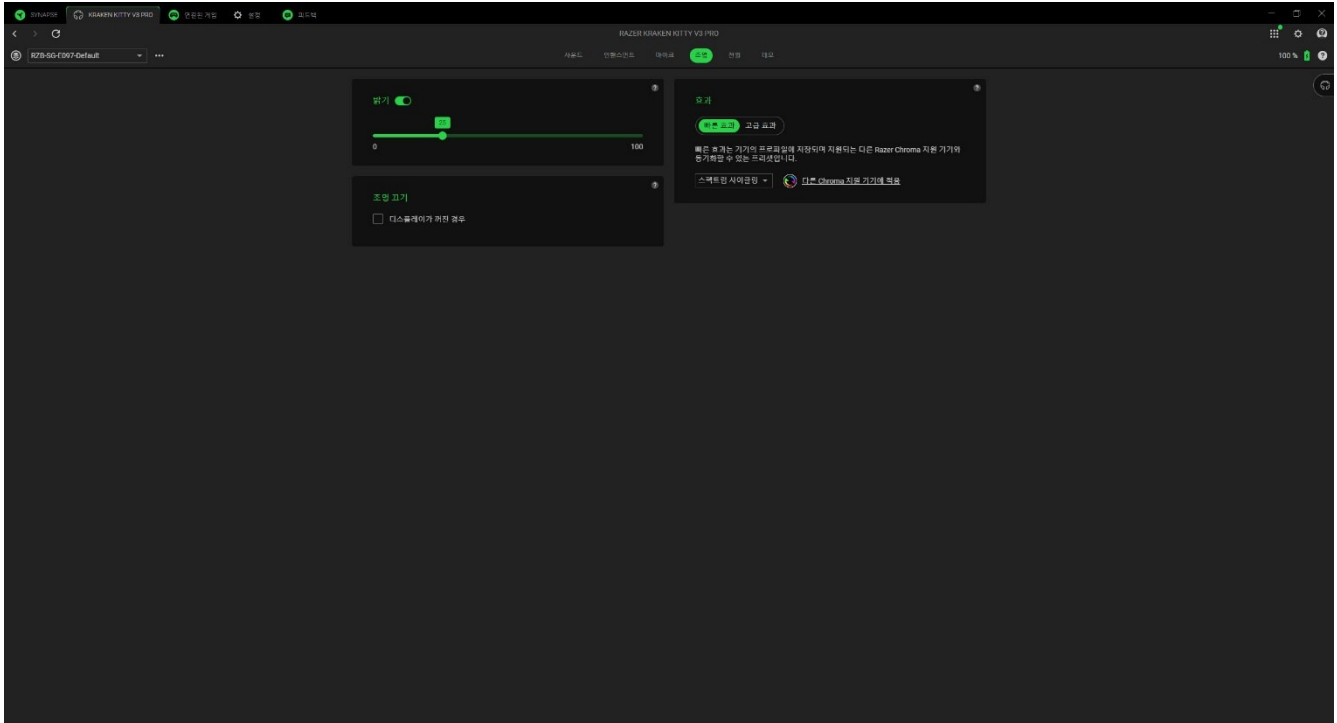 SYNAPSE
KRAKEN KITTY V3 PRO
연동된 게임
설정
피드백
RAZER KRAKEN KITTY V3 PRO
RZB-SG-E097-Default
사운드
인핸스먼트
마이크
조명
전원
데모
100 %
밝기
25
0
100
조명 끄기
디스플레이가 꺼진 경우
효과
빠른 효과
고급 효과
빠른 효과는 기기의 프로파일에 저장되며 지원되는 다른 Razer Chroma 지원 기기와
동기화할 수 있는 프리셋입니다.
스펙트럼 사이클링
다른 Chroma 지원 기기에 적용